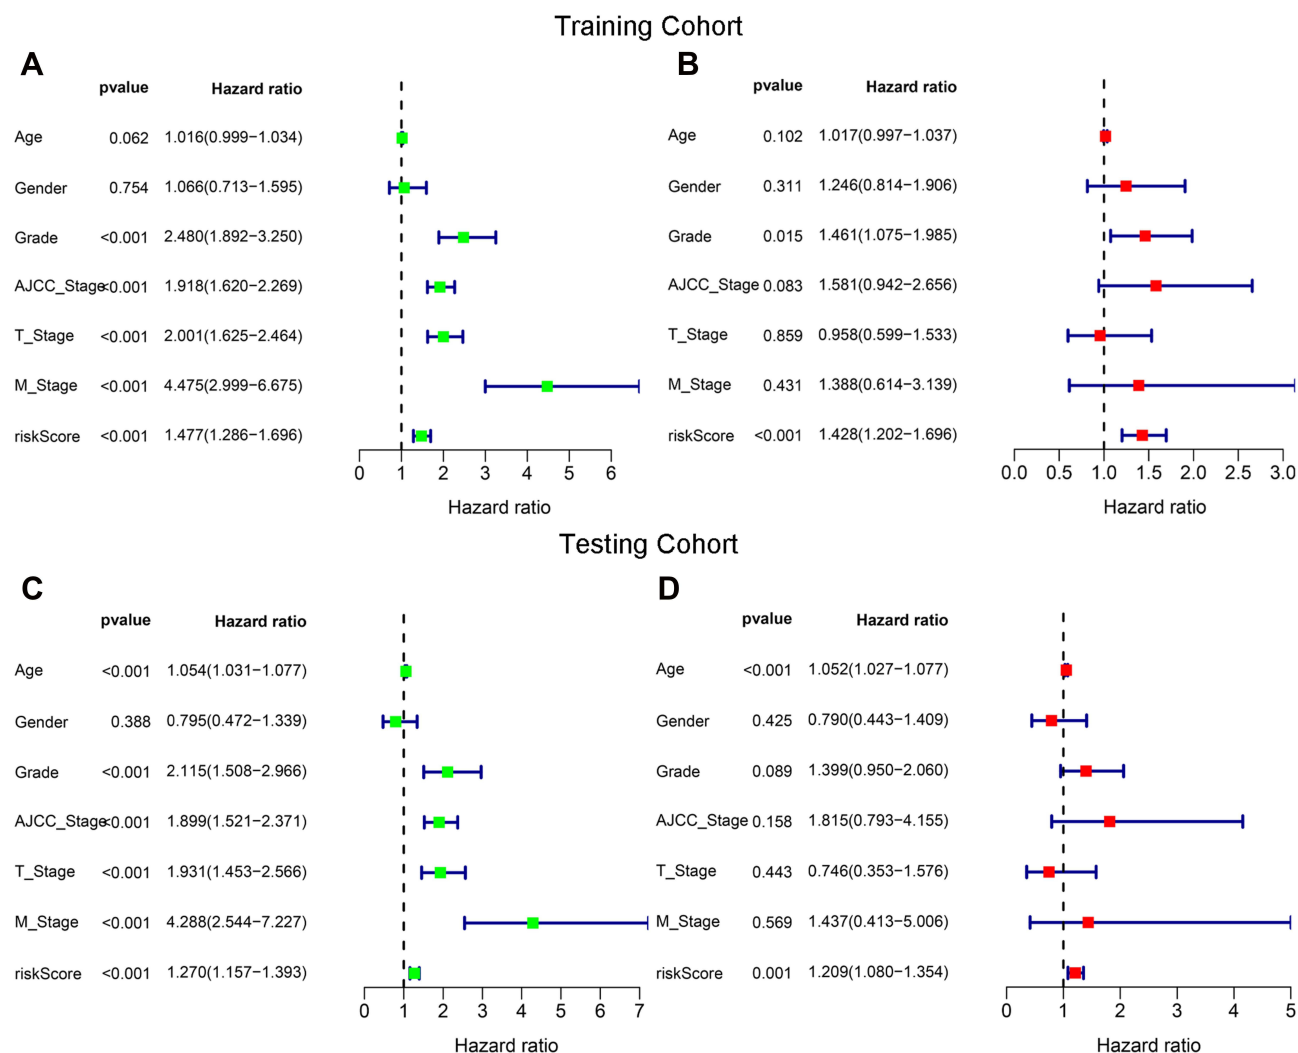 Training Cohort
A
pvalue Hazard ratio
Age 0.062 1.016(0.999−1.034)
Gender 0.754 1.066(0.713−1.595)
Grade <0.001 2.480(1.892−3.250)
AJCC_Stage <0.001 1.918(1.620−2.269)
T_Stage <0.001 2.001(1.625−2.464)
M_Stage <0.001 4.475(2.999−6.675)
riskScore <0.001 1.477(1.286−1.696)
0 1 2 3 4 5 6
Hazard ratio
B
pvalue Hazard ratio
Age 0.102 1.017(0.997−1.037)
Gender 0.311 1.246(0.814−1.906)
Grade 0.015 1.461(1.075−1.985)
AJCC_Stage 0.083 1.581(0.942−2.656)
T_Stage 0.859 0.958(0.599−1.533)
M_Stage 0.431 1.388(0.614−3.139)
riskScore <0.001 1.428(1.202−1.696)
0.0 0.5 1.0 1.5 2.0 2.5 3.0
Hazard ratio
Testing Cohort
C
pvalue Hazard ratio
Age <0.001 1.054(1.031−1.077)
Gender 0.388 0.795(0.472−1.339)
Grade <0.001 2.115(1.508−2.966)
AJCC_Stage <0.001 1.899(1.521−2.371)
T_Stage <0.001 1.931(1.453−2.566)
M_Stage <0.001 4.288(2.544−7.227)
riskScore <0.001 1.270(1.157−1.393)
0 1 2 3 4 5 6 7
Hazard ratio
D
pvalue Hazard ratio
Age <0.001 1.052(1.027−1.077)
Gender 0.425 0.790(0.443−1.409)
Grade 0.089 1.399(0.950−2.060)
AJCC_Stage 0.158 1.815(0.793−4.155)
T_Stage 0.443 0.746(0.353−1.576)
M_Stage 0.569 1.437(0.413−5.006)
riskScore 0.001 1.209(1.080−1.354)
0 1 2 3 4 5
Hazard ratio